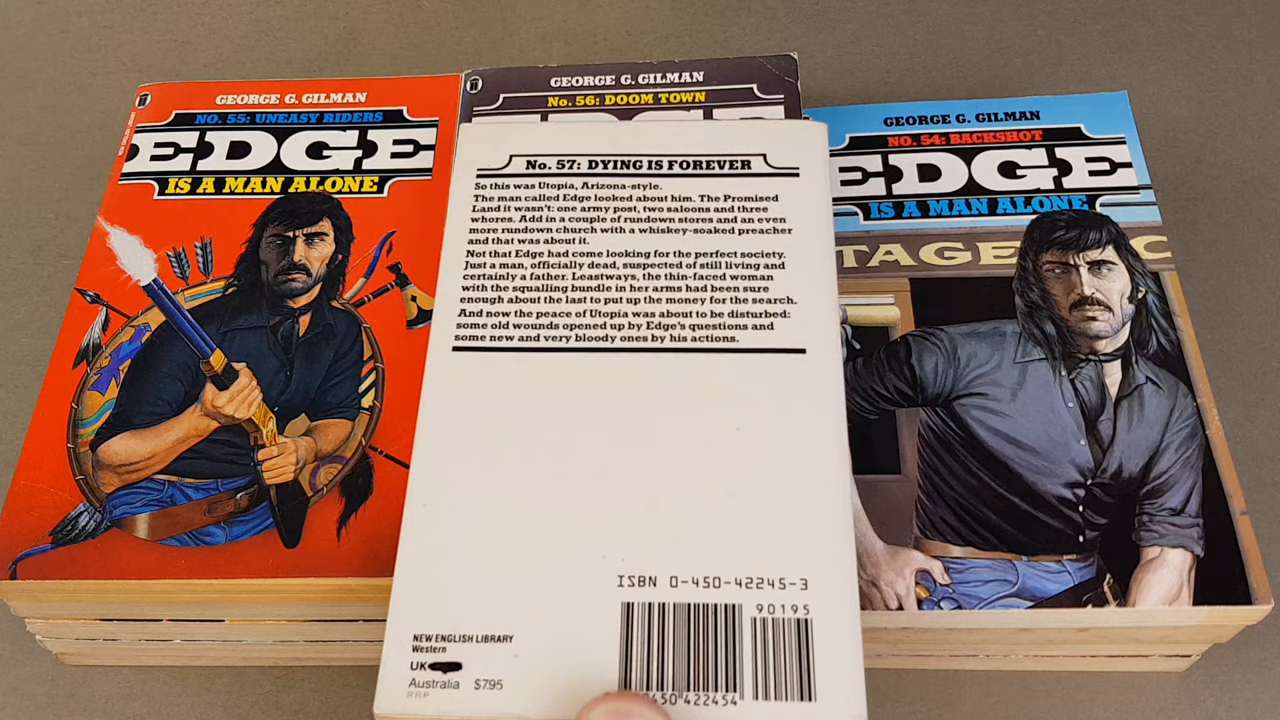 GEORGE G. GILMAN
NO. 55: UNEASY RIDERS
EDGE
IS A MAN ALONE
GEORGE G. GILMAN
No. 56: DOOM TOWN
GEORGE G. GILMAN
NO. 54: BACKSHOT
EDGE
IS A MAN ALONE
TAGE C
No. 57: DYING IS FOREVER
So this was Utopia, Arizona-style.
The man called Edge looked about him. The Promised
Land it wasn't: one army post, two saloons and three
whores. Add in a couple of rundown stores and an even
more rundown church with a whiskey-soaked preacher
and that was about it.
Not that Edge had come looking for the perfect society.
Just a man, officially dead, suspected of still living and
certainly a father. Leastways, the thin-faced woman
with the squalling bundle in her arms had been sure
enough about the last to put up the money for the search.
And now the peace of Utopia was about to be disturbed:
some old wounds opened up by Edge's questions and
some new and very bloody ones by his actions.
ISBN 0-450-42245-3
90195
NEW ENGLISH LIBRARY
Western
UK
Australia $7.95
R.R.P.
450 422454